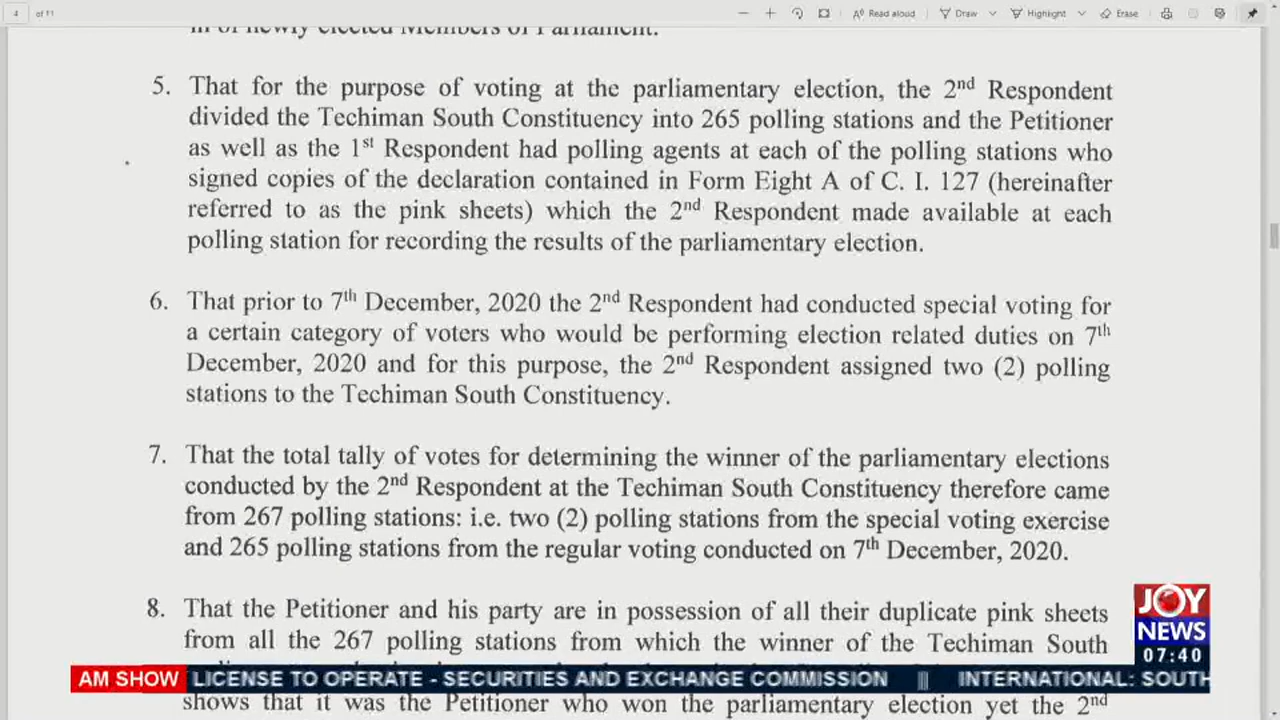 4 of 11
Read aloud
Draw
Highlight
Erase
in of newly elected Members of Parliament.
5. That for the purpose of voting at the parliamentary election, the 2nd Respondent
divided the Techiman South Constituency into 265 polling stations and the Petitioner
as well as the 1st Respondent had polling agents at each of the polling stations who
signed copies of the declaration contained in Form Eight A of C. I. 127 (hereinafter
referred to as the pink sheets) which the 2nd Respondent made available at each
polling station for recording the results of the parliamentary election.
6. That prior to 7th December, 2020 the 2nd Respondent had conducted special voting for
a certain category of voters who would be performing election related duties on 7th
December, 2020 and for this purpose, the 2nd Respondent assigned two (2) polling
stations to the Techiman South Constituency.
7. That the total tally of votes for determining the winner of the parliamentary elections
conducted by the 2nd Respondent at the Techiman South Constituency therefore came
from 267 polling stations: i.e. two (2) polling stations from the special voting exercise
and 265 polling stations from the regular voting conducted on 7th December, 2020.
8. That the Petitioner and his party are in possession of all their duplicate pink sheets
from all the 267 polling stations from which the winner of the Techiman South
JOY
NEWS
07:40
AM SHOW LICENSE TO OPERATE - SECURITIES AND EXCHANGE COMMISSION || INTERNATIONAL: SOUTH
shows that it was the Petitioner who won the parliamentary election yet the 2nd